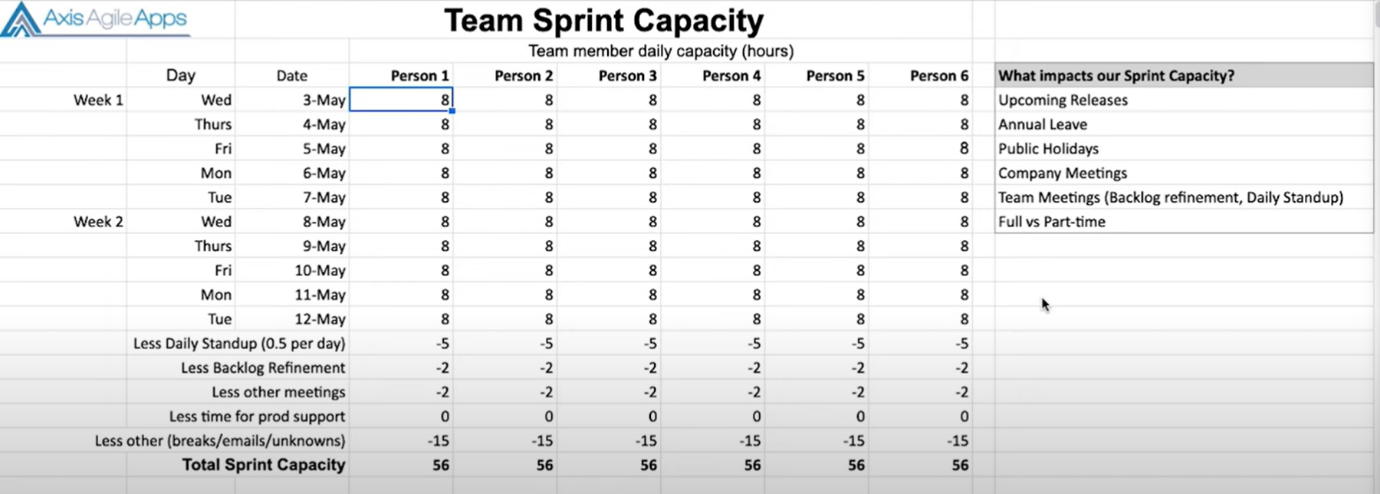 Axis Agile Apps
Team Sprint Capacity
Team member daily capacity (hours)
Day Date Person 1 Person 2 Person 3 Person 4 Person 5 Person 6 What impacts our Sprint Capacity?
Week 1 Wed 3-May 8 8 8 8 8 8 Upcoming Releases
Thurs 4-May 8 8 8 8 8 8 Annual Leave
Fri 5-May 8 8 8 8 8 8 Public Holidays
Mon 6-May 8 8 8 8 8 8 Company Meetings
Tue 7-May 8 8 8 8 8 8 Team Meetings (Backlog refinement, Daily Standup)
Week 2 Wed 8-May 8 8 8 8 8 8 Full vs Part-time
Thurs 9-May 8 8 8 8 8 8
Fri 10-May 8 8 8 8 8 8
Mon 11-May 8 8 8 8 8 8
Tue 12-May 8 8 8 8 8 8
Less Daily Standup (0.5 per day) -5 -5 -5 -5 -5 -5
Less Backlog Refinement -2 -2 -2 -2 -2 -2
Less other meetings -2 -2 -2 -2 -2 -2
Less time for prod support 0 0 0 0 0 0
Less other (breaks/emails/unknowns) -15 -15 -15 -15 -15 -15
Total Sprint Capacity 56 56 56 56 56 56